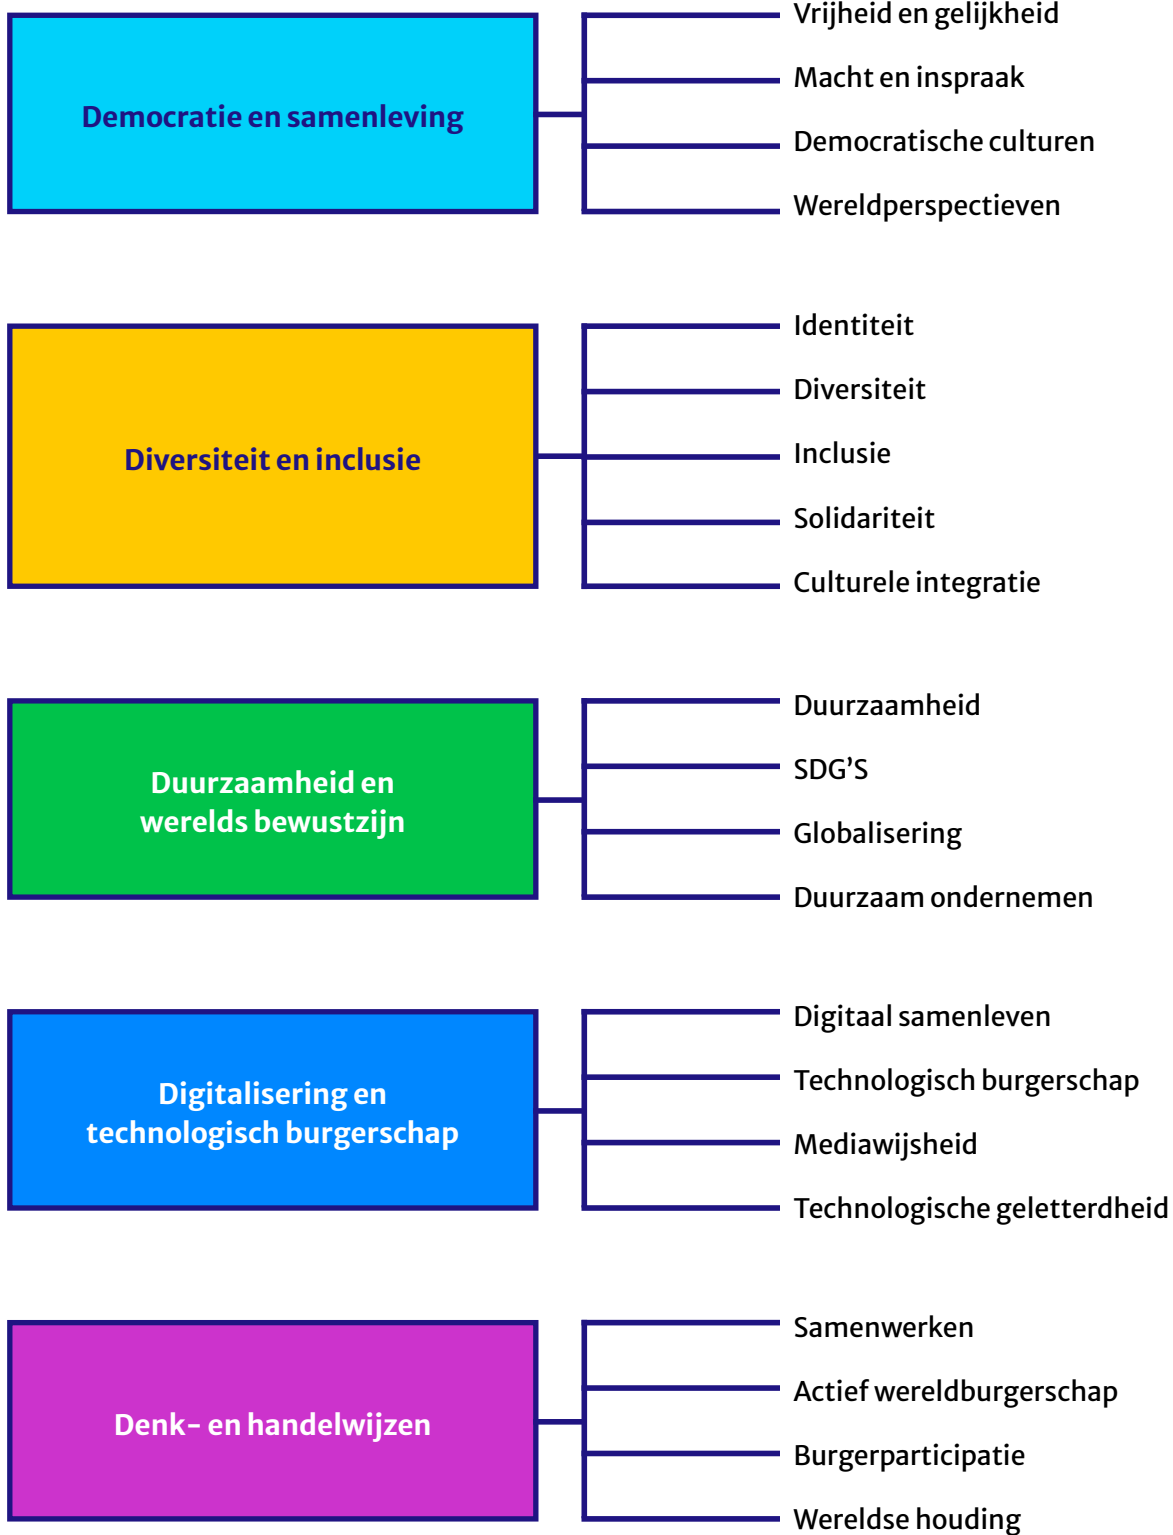 Democratie en samenleving
Vrijheid en gelijkheid
Macht en inspraak
Democratische culturen
Wereldperspectieven
Diversiteit en inclusie
Identiteit
Diversiteit
Inclusie
Solidariteit
Culturele integratie
Duurzaamheid en
werelds bewustzijn
Duurzaamheid
SDG’S
Globalisering
Duurzaam ondernemen
Digitalisering en
technologisch burgerschap
Digitaal samenleven
Technologisch burgerschap
Mediawijsheid
Technologische geletterdheid
Denk- en handelwijzen
Samenwerken
Actief wereldburgerschap
Burgerparticipatie
Wereldse houding